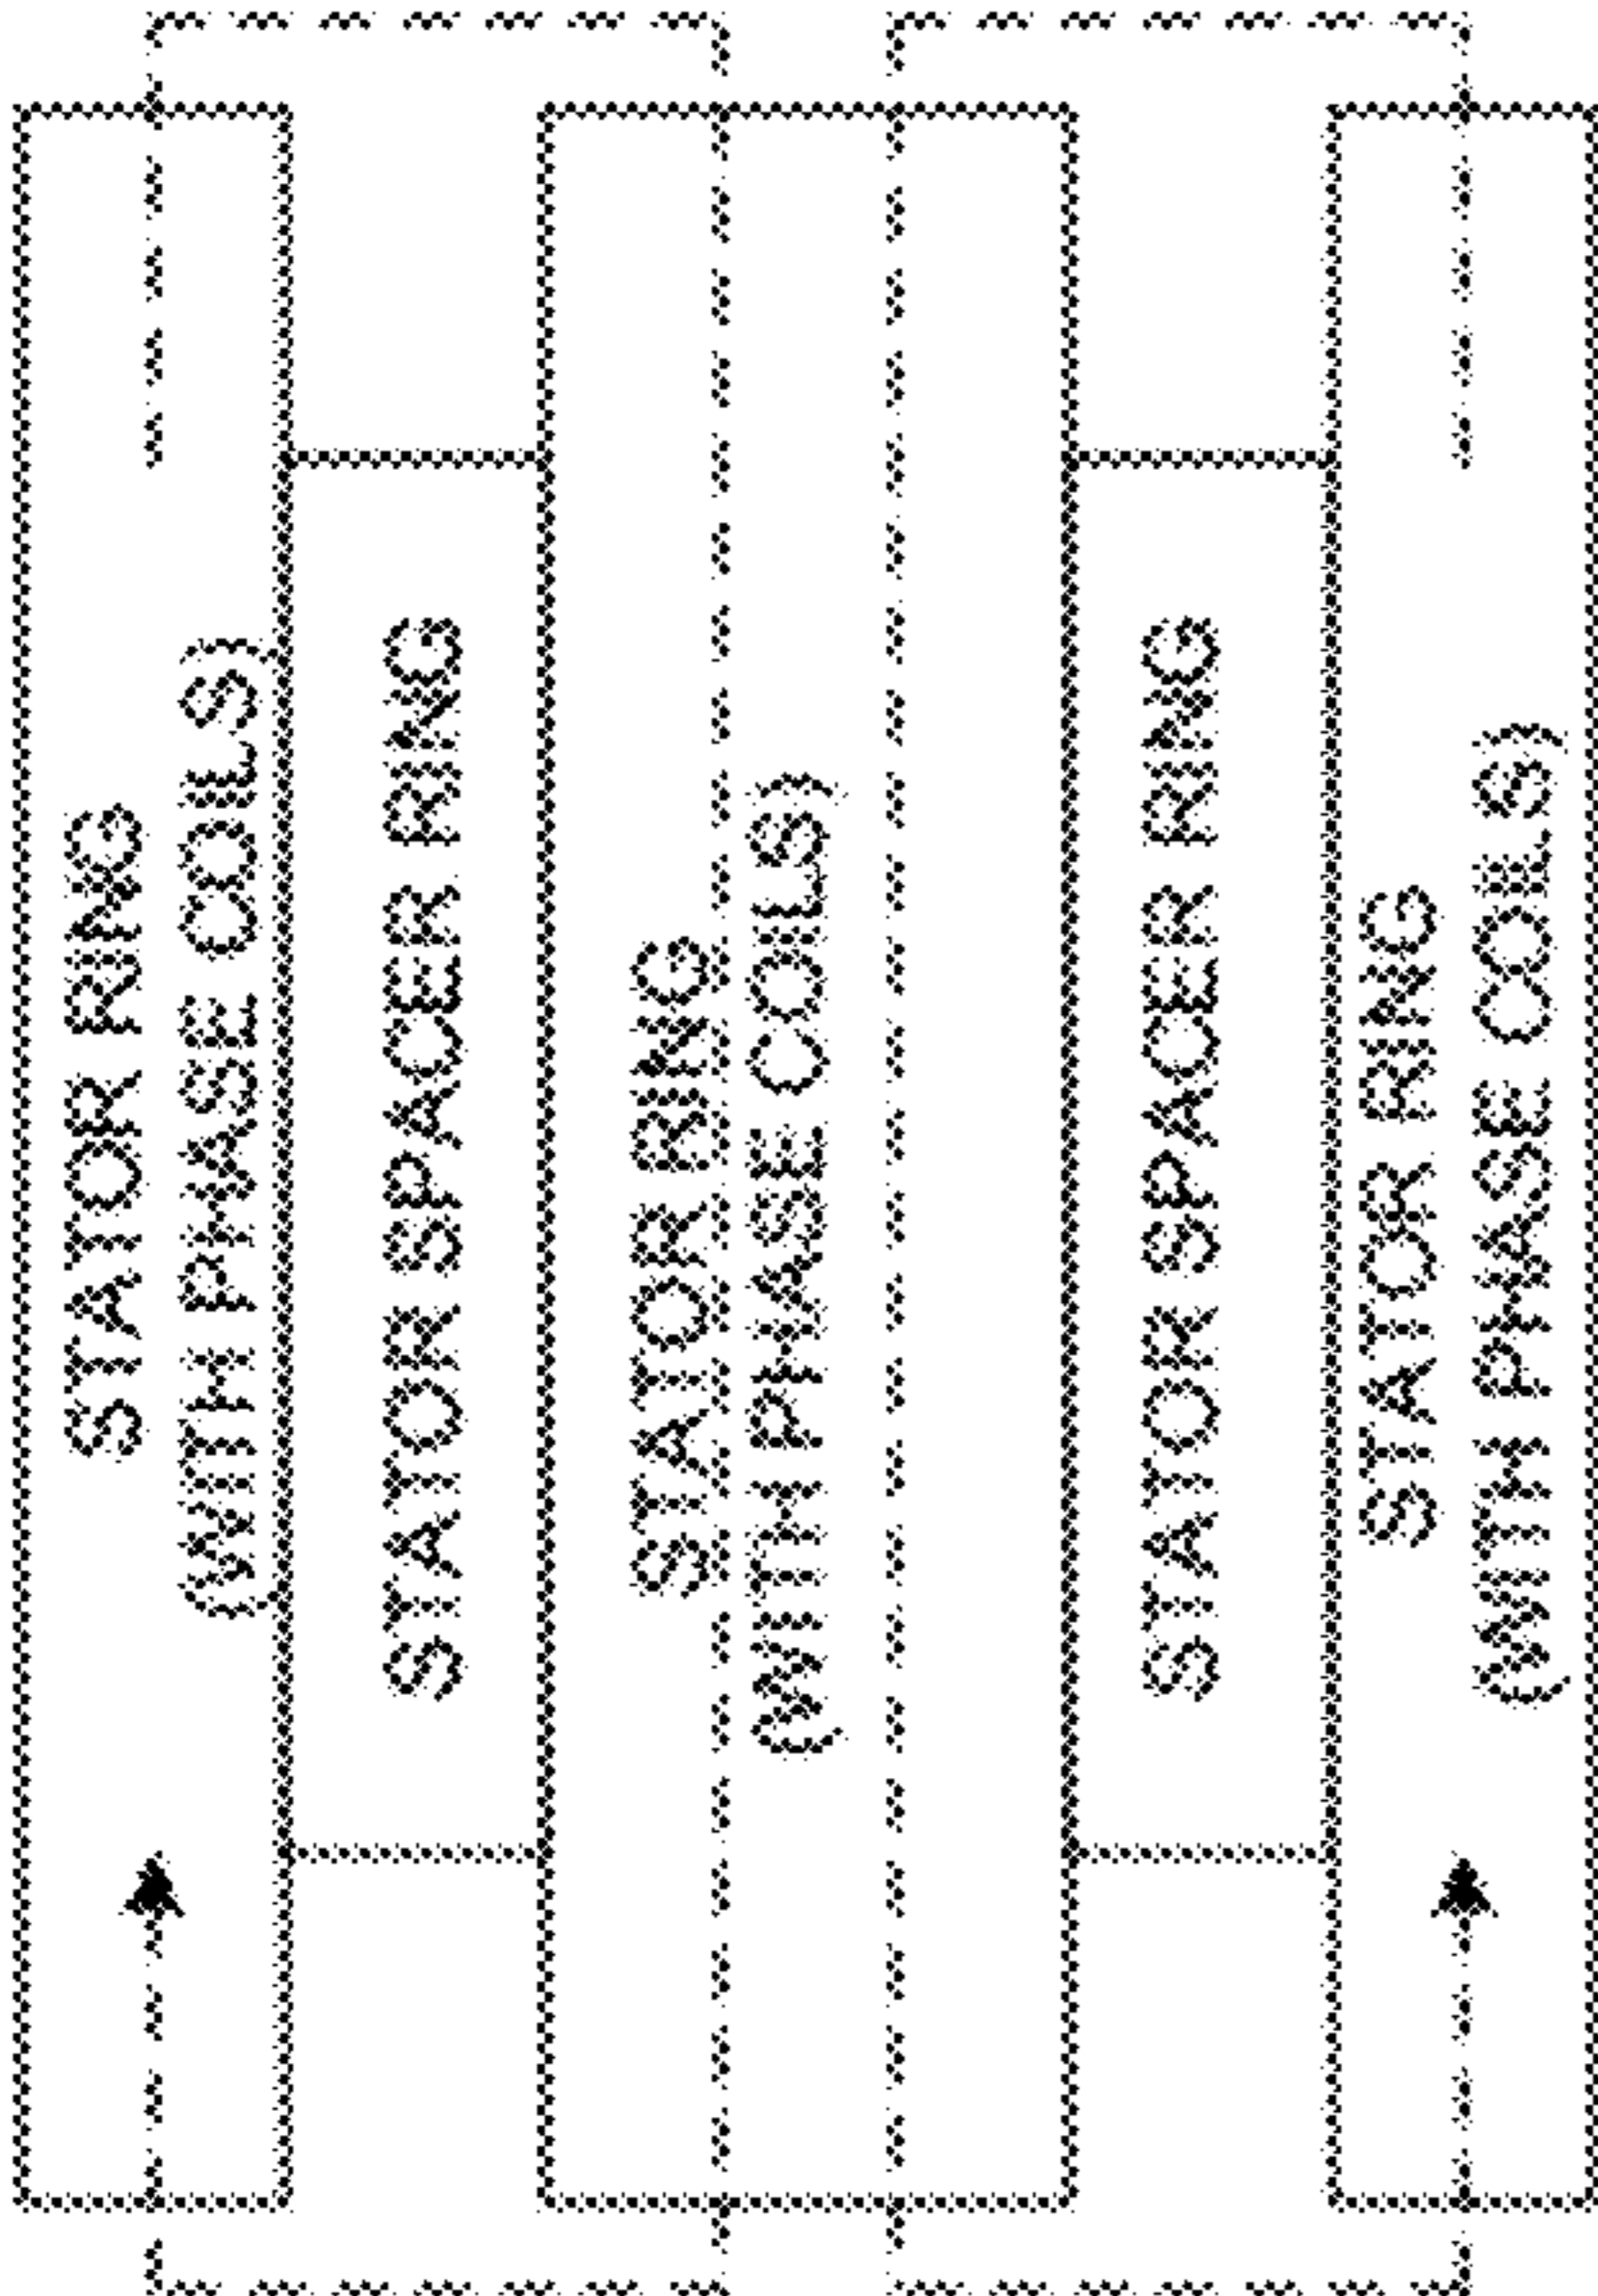 STATOR RING
(WITH PHASE COILS)
STATOR SPACER RING
STATOR RING
(WITH PHASE COILS)
STATOR SPACER RING
STATOR RING
(WITH PHASE COILS)